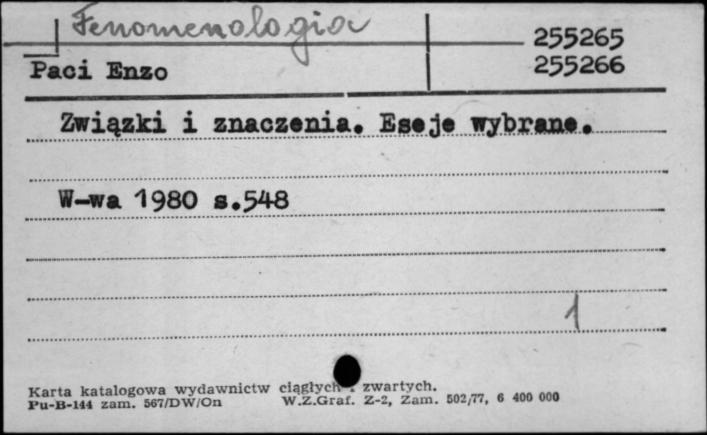 Fenomenologia
255265
Paci Enzo
255266
Związki i znaczenia. Eseje wybrane.
W-wa 1980 s.548
1
Karta katalogowa wydawnictw ciągłych i zwartych.
Pu-B-144 zam. 567/DW/On W.Z.Graf. Z-2, Zam. 502/77, 6 400 000